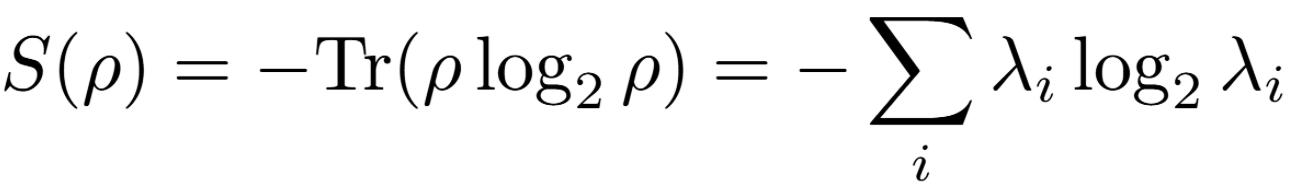 S(ρ) = −Tr(ρ log₂ ρ) = −∑ᵢ λᵢ log₂ λᵢ